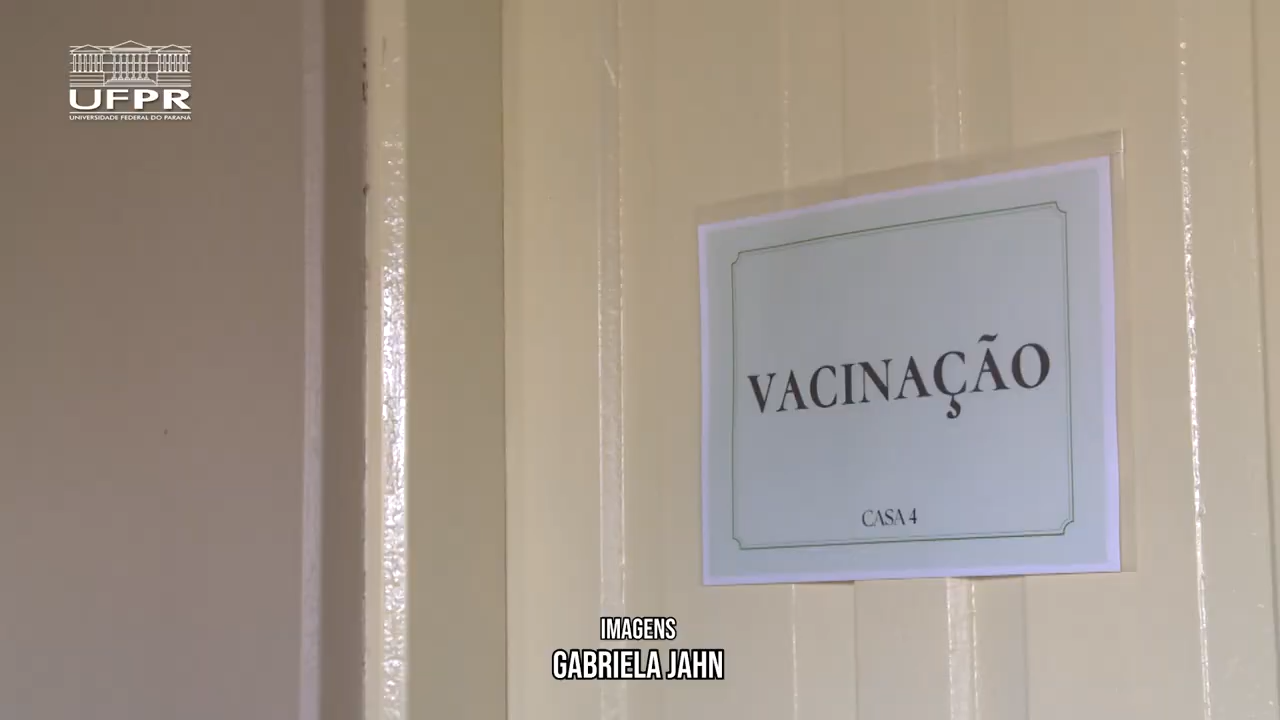 UFPR
UNIVERSIDADE FEDERAL DO PARANÁ
VACINAÇÃO
CASA 4
IMAGENS
GABRIELA JAHN